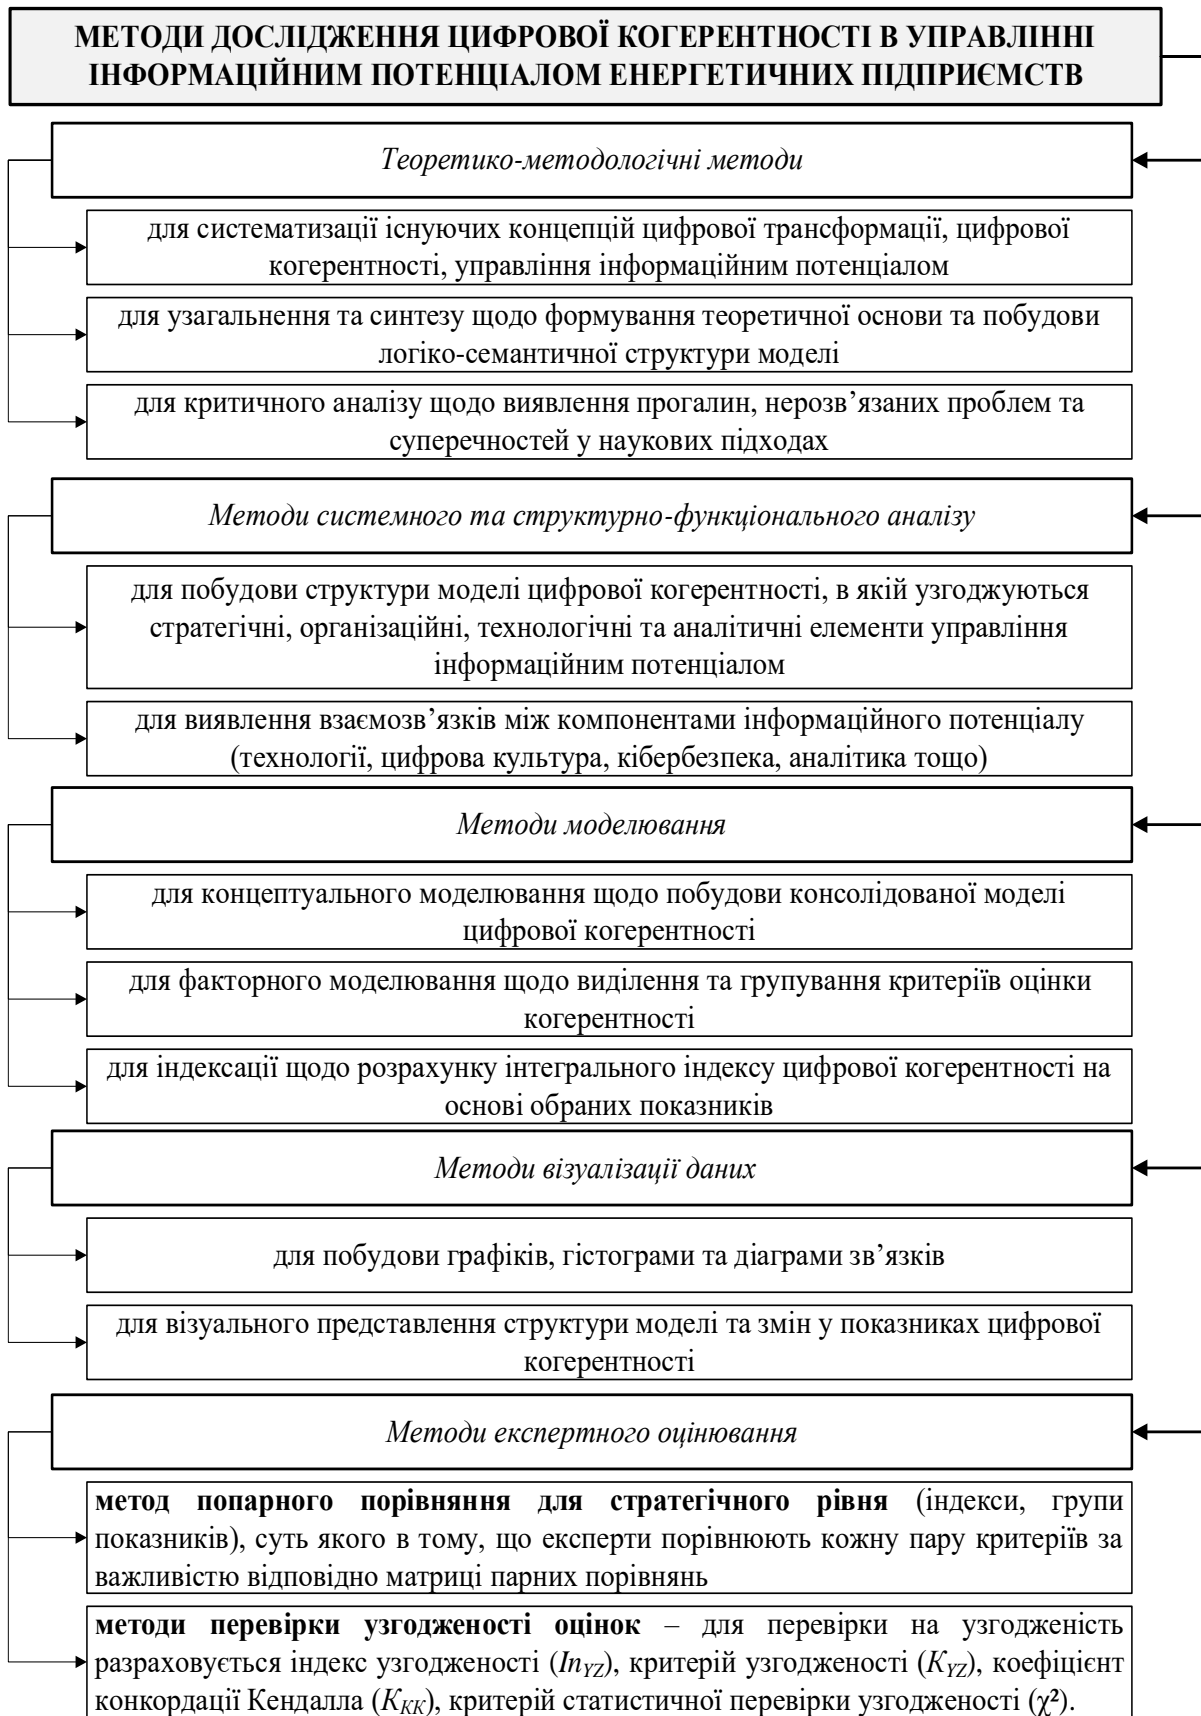 МЕТОДИ ДОСЛІДЖЕННЯ ЦИФРОВОЇ КОГЕРЕНТНОСТІ В УПРАВЛІННІ
ІНФОРМАЦІЙНИМ ПОТЕНЦІАЛОМ ЕНЕРГЕТИЧНИХ ПІДПРИЄМСТВ
Теоретико-методологічні методи
для систематизації існуючих концепцій цифрової трансформації, цифрової
когерентності, управління інформаційним потенціалом
для узагальнення та синтезу щодо формування теоретичної основи та побудови
логіко-семантичної структури моделі
для критичного аналізу щодо виявлення прогалин, нерозв’язаних проблем та
суперечностей у наукових підходах
Методи системного та структурно-функціонального аналізу
для побудови структури моделі цифрової когерентності, в якій узгоджуються
стратегічні, організаційні, технологічні та аналітичні елементи управління
інформаційним потенціалом
для виявлення взаємозв’язків між компонентами інформаційного потенціалу
(технології, цифрова культура, кібербезпека, аналітика тощо)
Методи моделювання
для концептуального моделювання щодо побудови консолідованої моделі
цифрової когерентності
для факторного моделювання щодо виділення та групування критеріїв оцінки
когерентності
для індексації щодо розрахунку інтегрального індексу цифрової когерентності на
основі обраних показників
Методи візуалізації даних
для побудови графіків, гістограми та діаграми зв’язків
для візуального представлення структури моделі та змін у показниках цифрової
когерентності
Методи експертного оцінювання
метод попарного порівняння для стратегічного рівня (індекси, групи
показників), суть якого в тому, що експерти порівнюють кожну пару критеріїв за
важливістю відповідно матриці парних порівнянь
методи перевірки узгодженості оцінок – для перевірки на узгодженість
разраховується індекс узгодженості (In_YZ), критерій узгодженості (K_YZ), коефіцієнт
конкордації Кендалла (K_KK), критерій статистичної перевірки узгодженості (χ²).